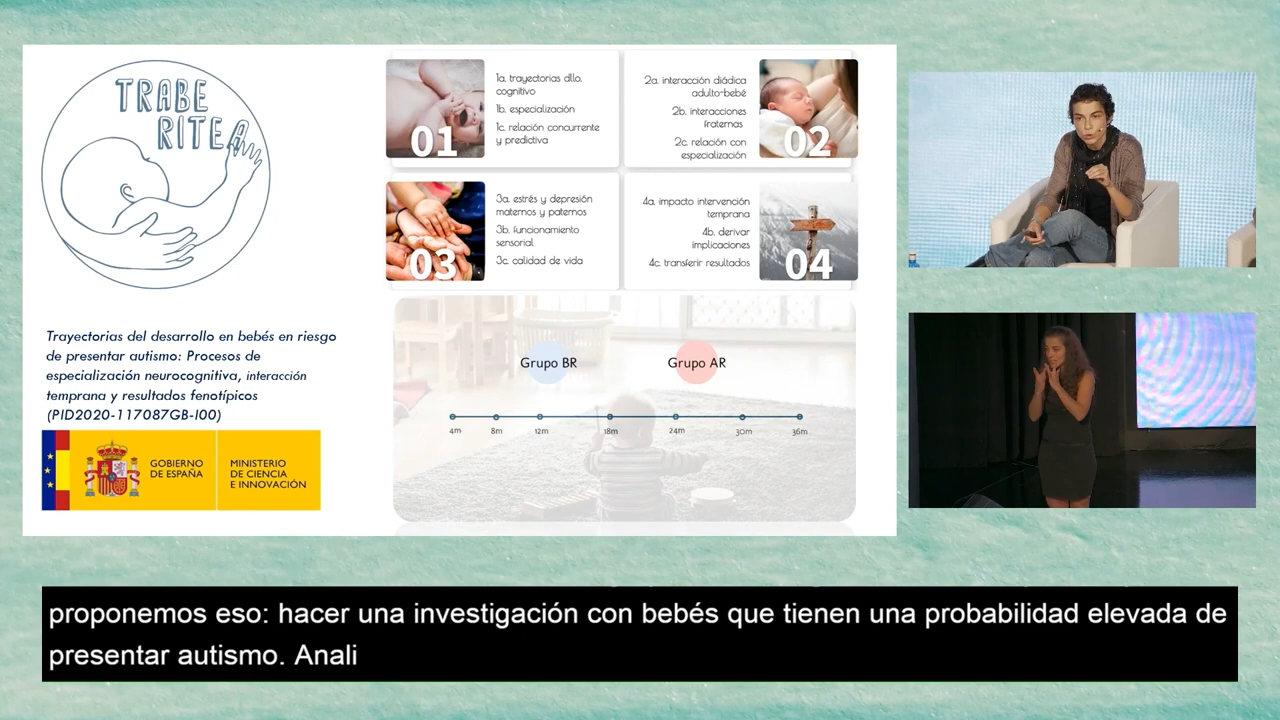 TRABE
RITEA
Trayectorias del desarrollo en bebés en riesgo
de presentar autismo: Procesos de
especialización neurocognitiva, interacción
temprana y resultados fenotípicos
(PID2020-117087GB-I00)
GOBIERNO
DE ESPAÑA
MINISTERIO
DE CIENCIA
E INNOVACIÓN
01
1a. trayectorias dllo.
cognitivo
1b. especialización
1c. relación concurrente
y predictiva
2a. interacción diádica
adulto-bebé
2b. interacciones
fraternas
2c. relación con
especialización
02
03
3a. estrés y depresión
maternos y paternos
3b. funcionamiento
sensorial
3c. calidad de vida
4a. impacto intervención
temprana
4b. derivar
implicaciones
4c. transferir resultados
04
Grupo BR
Grupo AR
4m 8m 12m 18m 24m 30m 36m
proponemos eso: hacer una investigación con bebés que tienen una probabilidad elevada de
presentar autismo. Anali